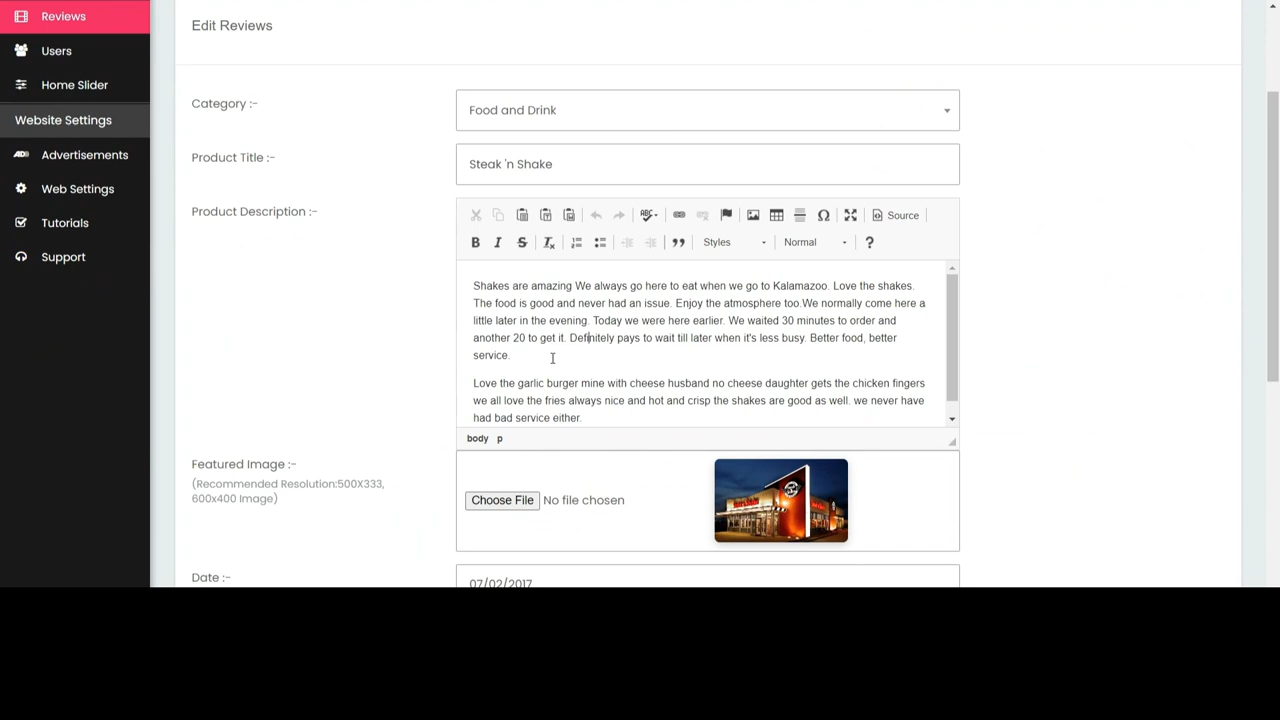 Reviews
Users
Home Slider
Website Settings
Advertisements
Web Settings
Tutorials
Support
Edit Reviews
Category :-
Food and Drink
Product Title :-
Steak 'n Shake
Product Description :-
ABC
Source
B I S Tx
Styles
Normal
?
Shakes are amazing We always go here to eat when we go to Kalamazoo. Love the shakes.
The food is good and never had an issue. Enjoy the atmosphere too.We normally come here a
little later in the evening. Today we were here earlier. We waited 30 minutes to order and
another 20 to get it. Definitely pays to wait till later when it's less busy. Better food, better
service.
Love the garlic burger mine with cheese husband no cheese daughter gets the chicken fingers
we all love the fries always nice and hot and crisp the shakes are good as well. we never have
had bad service either.
body p
Featured Image :-
(Recommended Resolution:500X333,
600x400 Image)
Choose File No file chosen
Date :-
07/02/2017